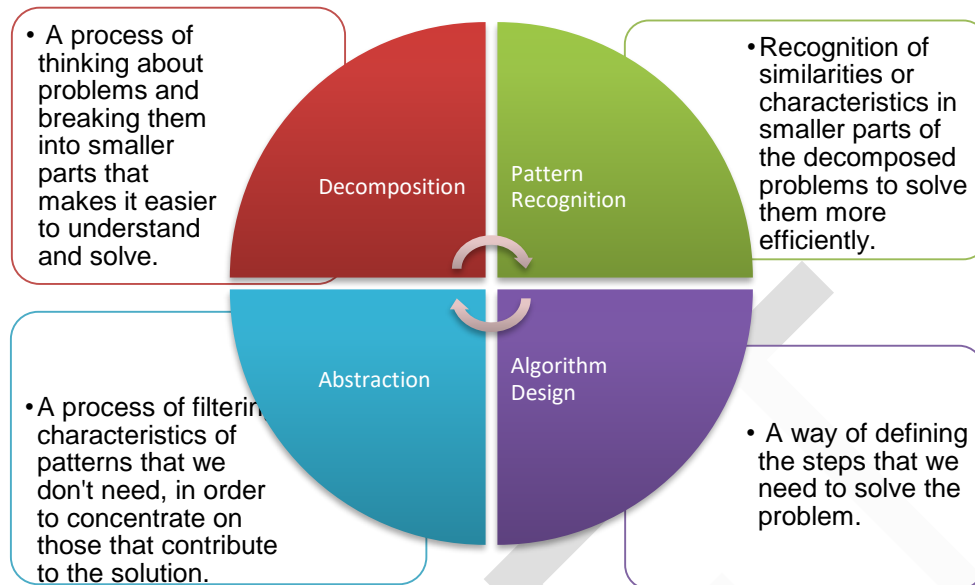 • A process of
thinking about
problems and
breaking them
into smaller
parts that
makes it easier
to understand
and solve.
Decomposition
Pattern
Recognition
•Recognition of
similarities or
characteristics in
smaller parts of
the decomposed
problems to solve
them more
efficiently.
Abstraction
•A process of filterin
characteristics of
patterns that we
don't need, in order
to concentrate on
those that contribute
to the solution.
Algorithm
Design
• A way of defining
the steps that we
need to solve the
problem.